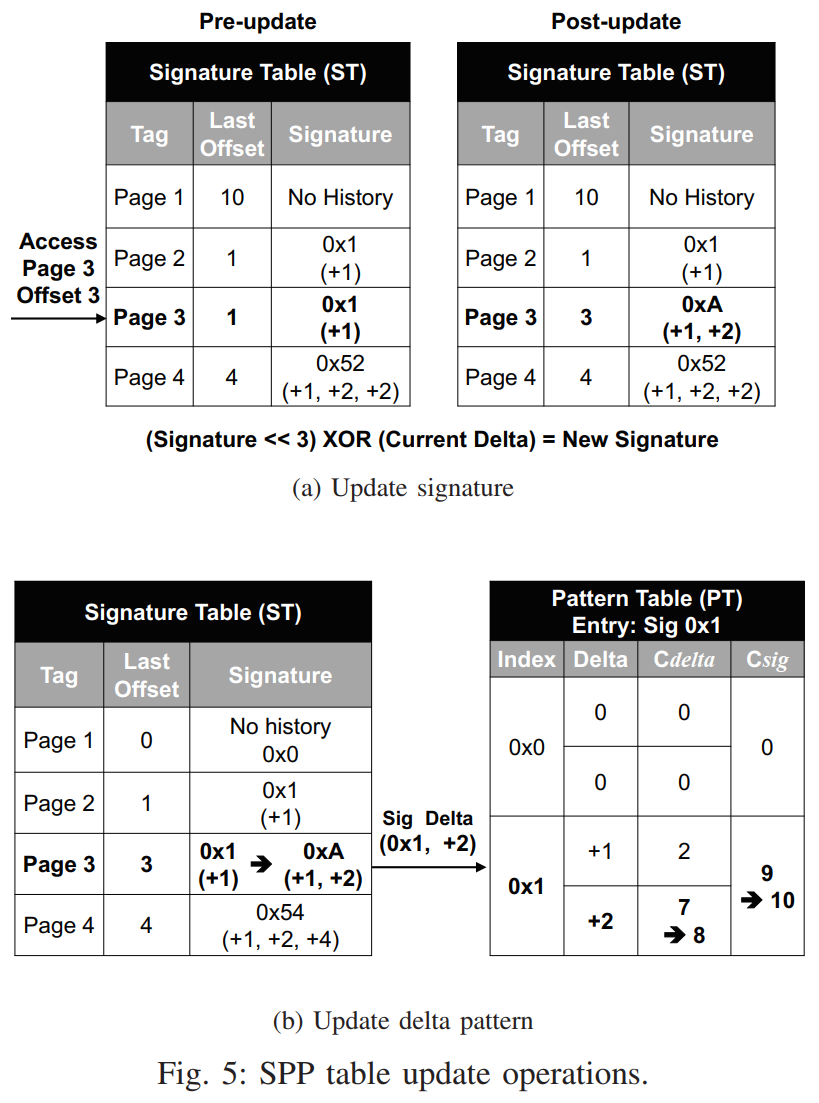 Pre-update
Post-update
Signature Table (ST)
Tag Last Offset Signature
Page 1 10 No History
Page 2 1 0x1 (+1)
Page 3 1 0x1 (+1)
Page 4 4 0x52 (+1, +2, +2)
Access
Page 3
Offset 3
Signature Table (ST)
Tag Last Offset Signature
Page 1 10 No History
Page 2 1 0x1 (+1)
Page 3 3 0xA (+1, +2)
Page 4 4 0x52 (+1, +2, +2)
(Signature << 3) XOR (Current Delta) = New Signature
(a) Update signature
Signature Table (ST)
Tag Last Offset Signature
Page 1 0 No history 0x0
Page 2 1 0x1 (+1)
Page 3 3 0x1 (+1) ➔ 0xA (+1, +2)
Page 4 4 0x54 (+1, +2, +4)
Sig Delta
(0x1, +2)
Pattern Table (PT)
Entry: Sig 0x1
Index Delta Cdelta Csig
0x0 0 0 0
0 0
0x1 +1 2 9 ➔ 10
+2 7 ➔ 8
(b) Update delta pattern
Fig. 5: SPP table update operations.